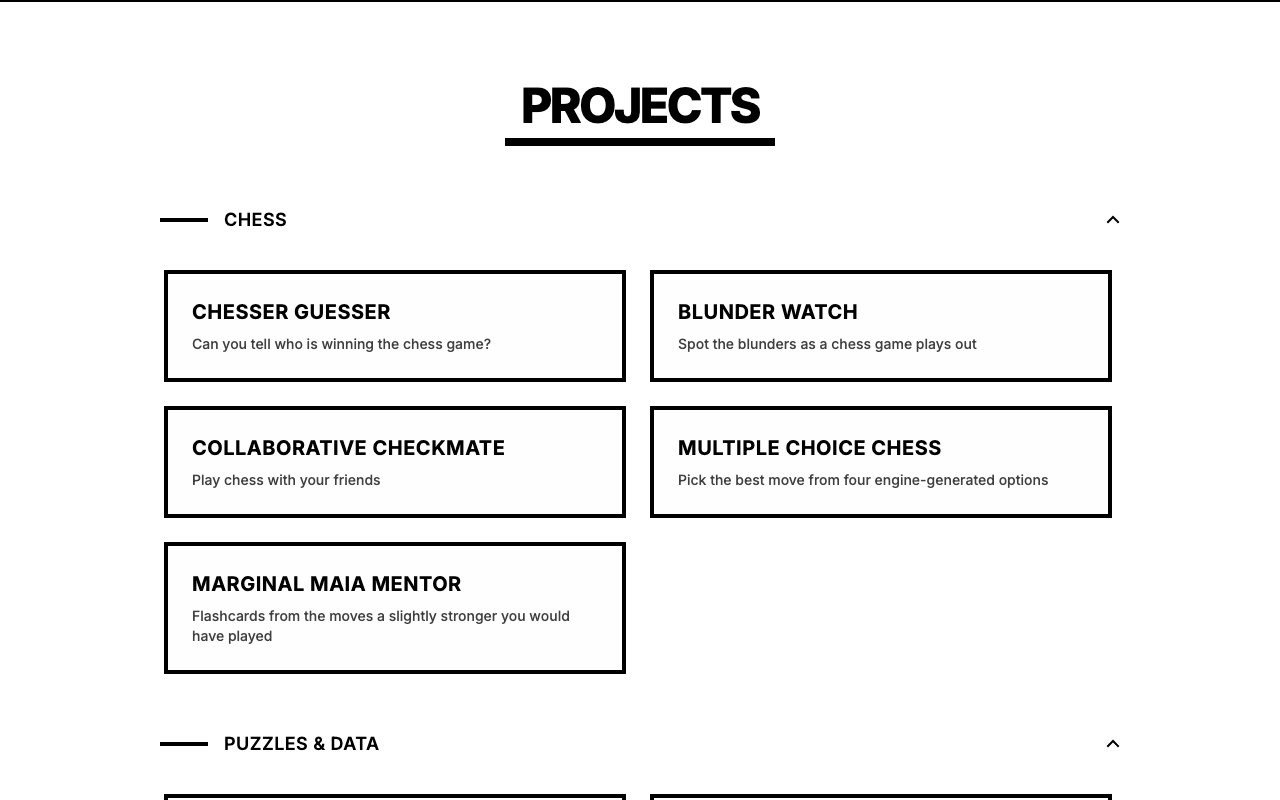 PROJECTS
CHESS
CHESSER GUESSER
Can you tell who is winning the chess game?
BLUNDER WATCH
Spot the blunders as a chess game plays out
COLLABORATIVE CHECKMATE
Play chess with your friends
MULTIPLE CHOICE CHESS
Pick the best move from four engine-generated options
MARGINAL MAIA MENTOR
Flashcards from the moves a slightly stronger you would
have played
PUZZLES & DATA